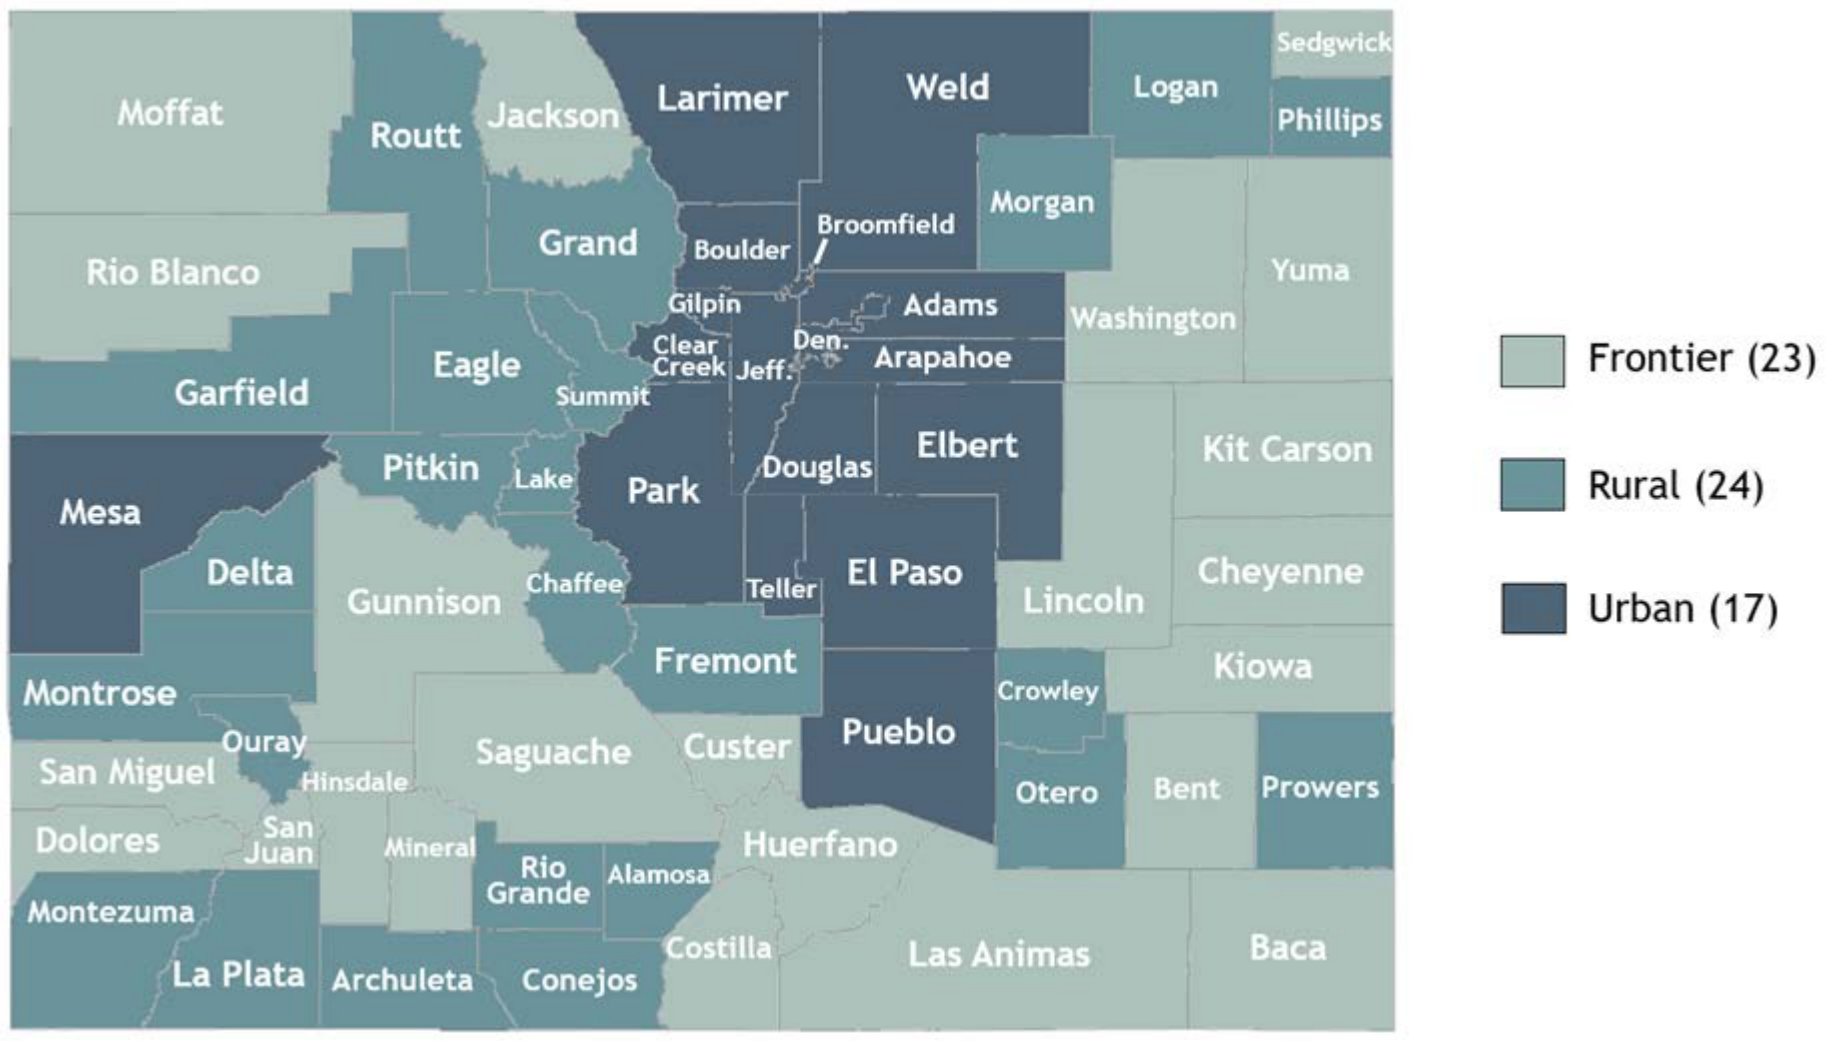 Sedgwick
Moffat
Routt
Jackson
Larimer
Weld
Logan
Phillips
Morgan
Rio Blanco
Grand
Boulder
Broomfield
Yuma
Gilpin
Adams
Washington
Garfield
Eagle
Summit
Clear
Creek
Jeff.
Den.
Arapahoe
Mesa
Pitkin
Lake
Park
Douglas
Elbert
Kit Carson
Delta
Gunnison
Chaffee
Teller
El Paso
Lincoln
Cheyenne
Montrose
Fremont
Crowley
Kiowa
Ouray
San Miguel
Hinsdale
Saguache
Custer
Pueblo
Otero
Bent
Prowers
Dolores
San
Juan
Mineral
Rio
Grande
Alamosa
Huerfano
Montezuma
La Plata
Archuleta
Conejos
Costilla
Las Animas
Baca
Frontier (23)
Rural (24)
Urban (17)